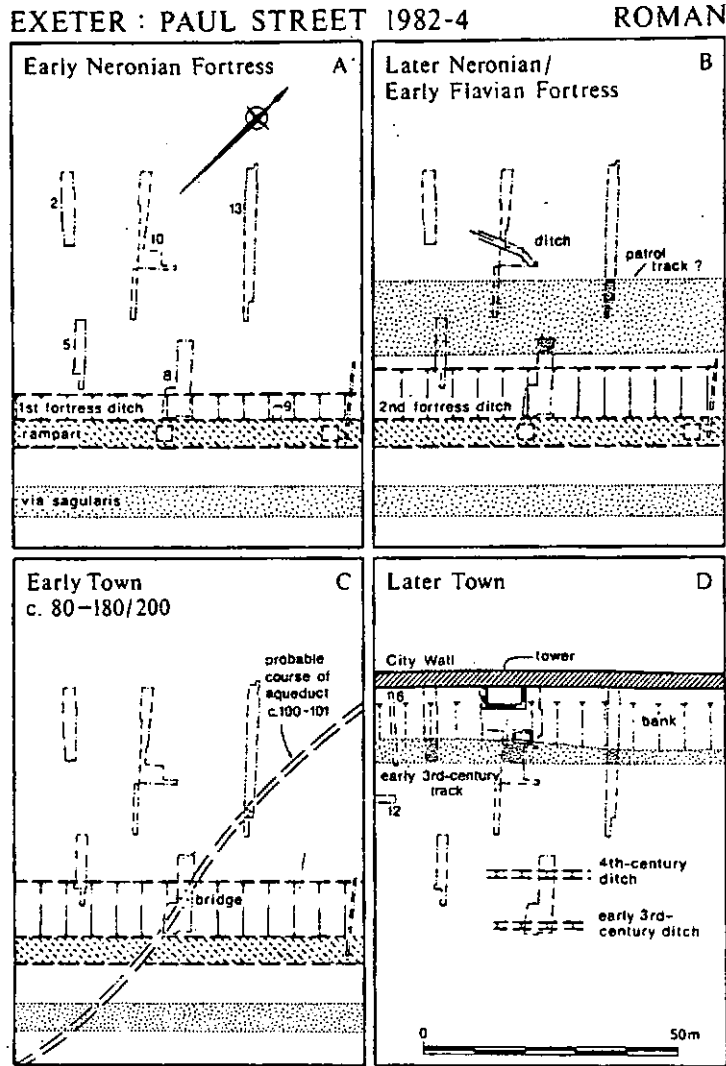 EXETER : PAUL STREET 1982-4 ROMAN
Early Neronian Fortress A
2
10
13
5
8
9
1st fortress ditch
rampart
via sagularis
Later Neronian/ B
Early Flavian Fortress
ditch
patrol
track ?
2nd fortress ditch
Early Town C
c. 80-180/200
probable
course of
aqueduct
c.100-101
bridge
Later Town D
City Wall
tower
6
bank
early 3rd-century
track
12
4th-century
ditch
early 3rd-
century ditch
0 50m